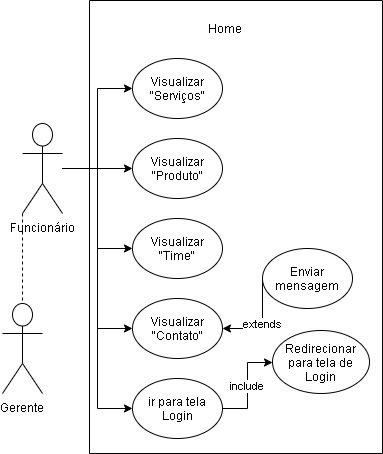 Home
Visualizar
"Serviços"
Visualizar
"Produto"
Funcionário
Visualizar
"Time"
Enviar
mensagem
Visualizar
"Contato"
extends
Redirecionar
para tela de
Login
include
ir para tela
Login
Gerente